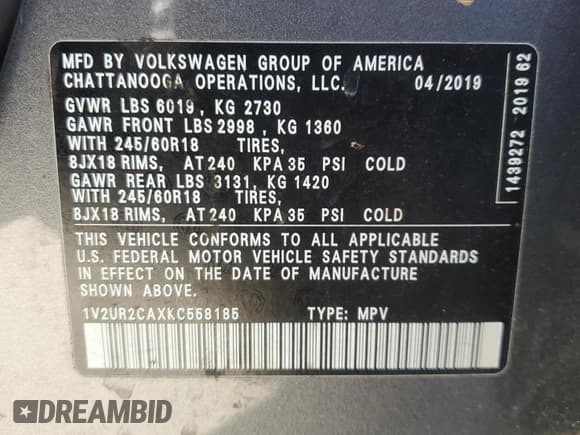 MFD BY VOLKSWAGEN GROUP OF AMERICA
CHATTANOOGA OPERATIONS, LLC. 04/2019
GVWR LBS 6019 , KG 2730
GAWR FRONT LBS 2998 , KG 1360
WITH 245/60R18 TIRES,
8JX18 RIMS, AT 240 KPA 35 PSI COLD
GAWR REAR LBS 3131, KG 1420
WITH 245/60R18 TIRES,
8JX18 RIMS, AT 240 KPA 35 PSI COLD
THIS VEHICLE CONFORMS TO ALL APPLICABLE
U.S. FEDERAL MOTOR VEHICLE SAFETY STANDARDS
IN EFFECT ON THE DATE OF MANUFACTURE
SHOWN ABOVE.
1V2UR2CAXKC558185 TYPE: MPV
1439272 2019 62
DREAMBID